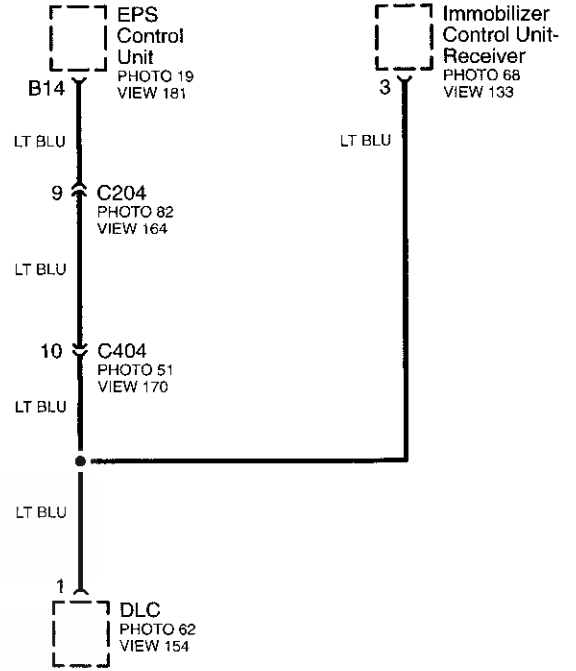 EPS
Control
Unit
PHOTO 19
VIEW 181
B14
LT BLU
9
C204
PHOTO 82
VIEW 164
LT BLU
10
C404
PHOTO 51
VIEW 170
LT BLU
LT BLU
1
DLC
PHOTO 62
VIEW 154
Immobilizer
Control Unit-
Receiver
PHOTO 68
VIEW 133
3
LT BLU